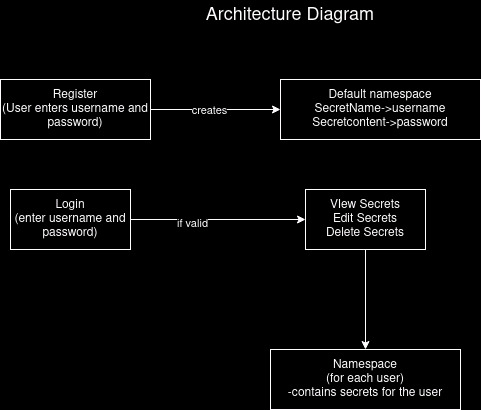 Architecture Diagram
Register
(User enters username and
password)
creates
Default namespace
SecretName->username
Secretcontent->password
Login
(enter username and
password)
if valid
VIew Secrets
Edit Secrets
Delete Secrets
Namespace
(for each user)
-contains secrets for the user